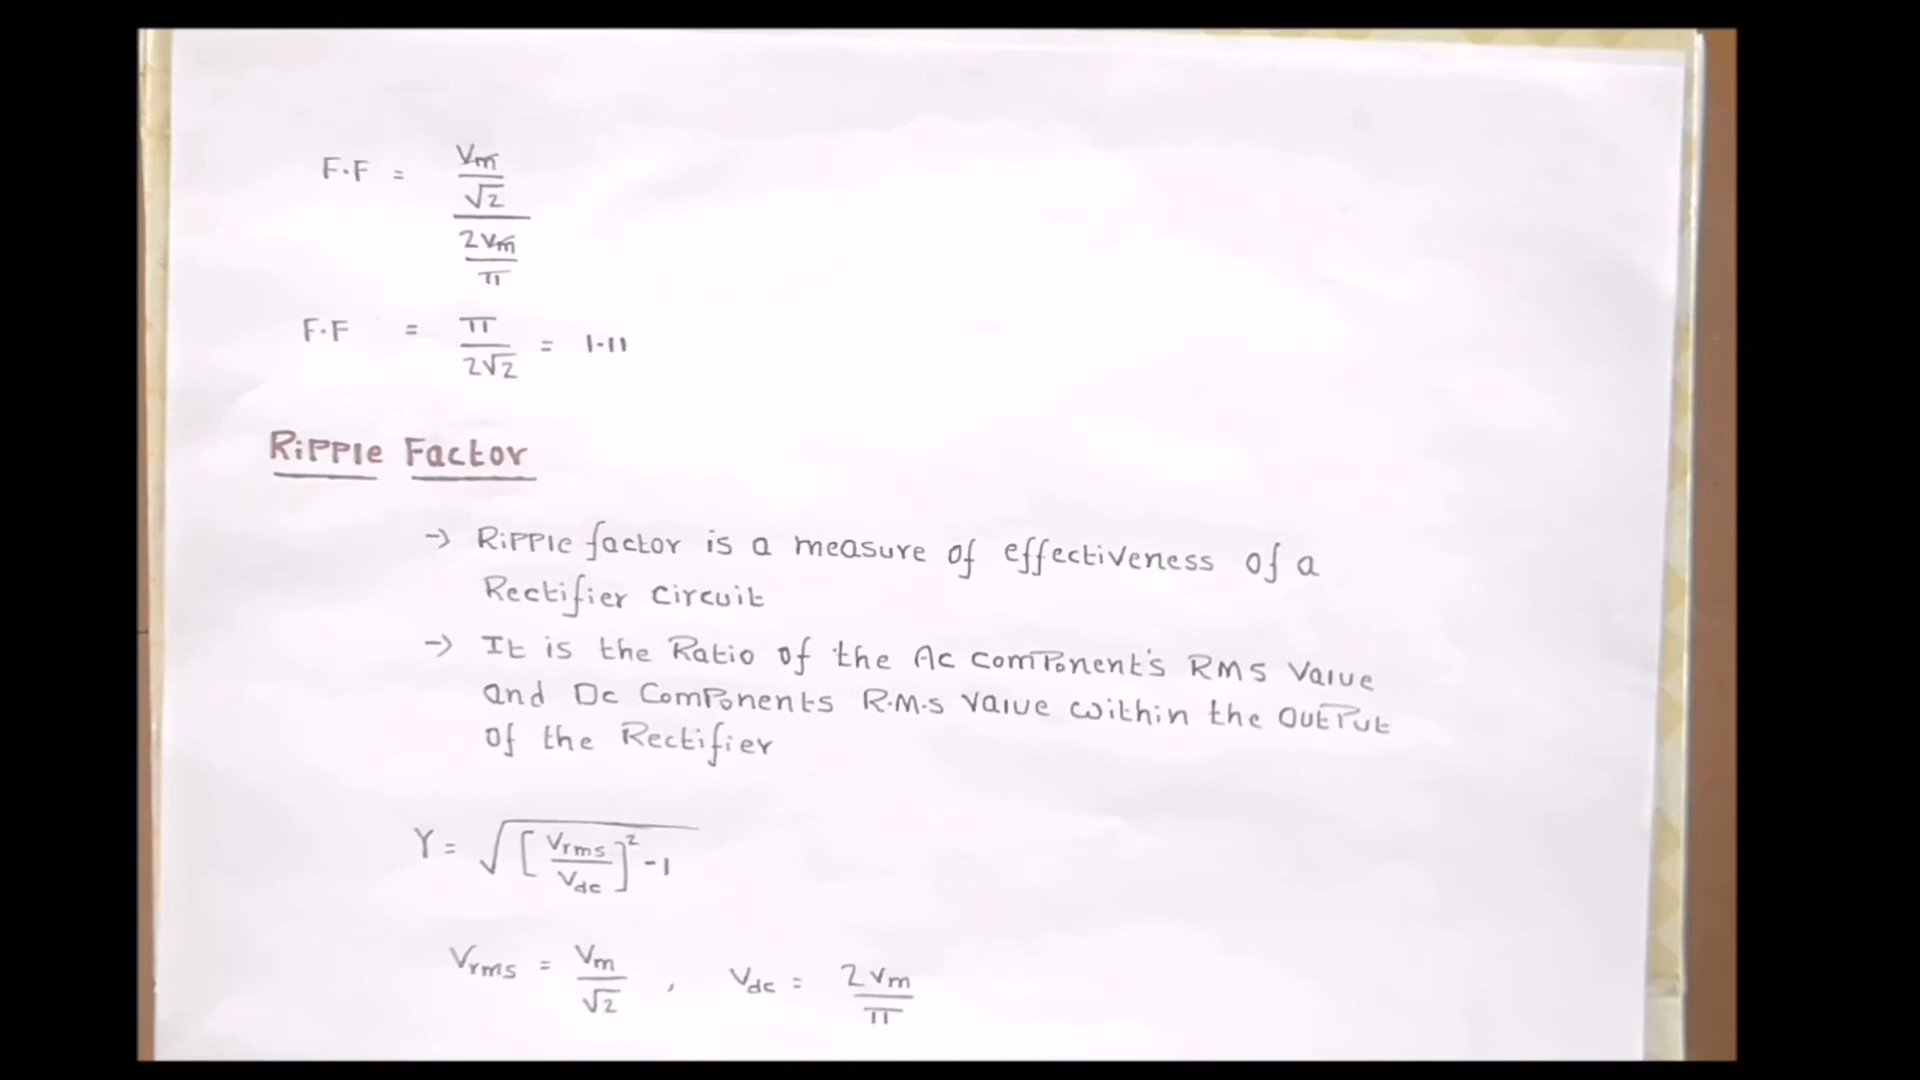 F.F = Vm/√2 / 2Vm/π
F.F = π/2√2 = 1.11
Ripple Factor
→ Ripple factor is a measure of effectiveness of a
Rectifier circuit
→ It is the Ratio of the Ac component's RMS value
and Dc Components R.M.S value within the output
of the Rectifier
γ = √[Vrms/Vdc]² - 1
Vrms = Vm/√2 , Vdc = 2Vm/π